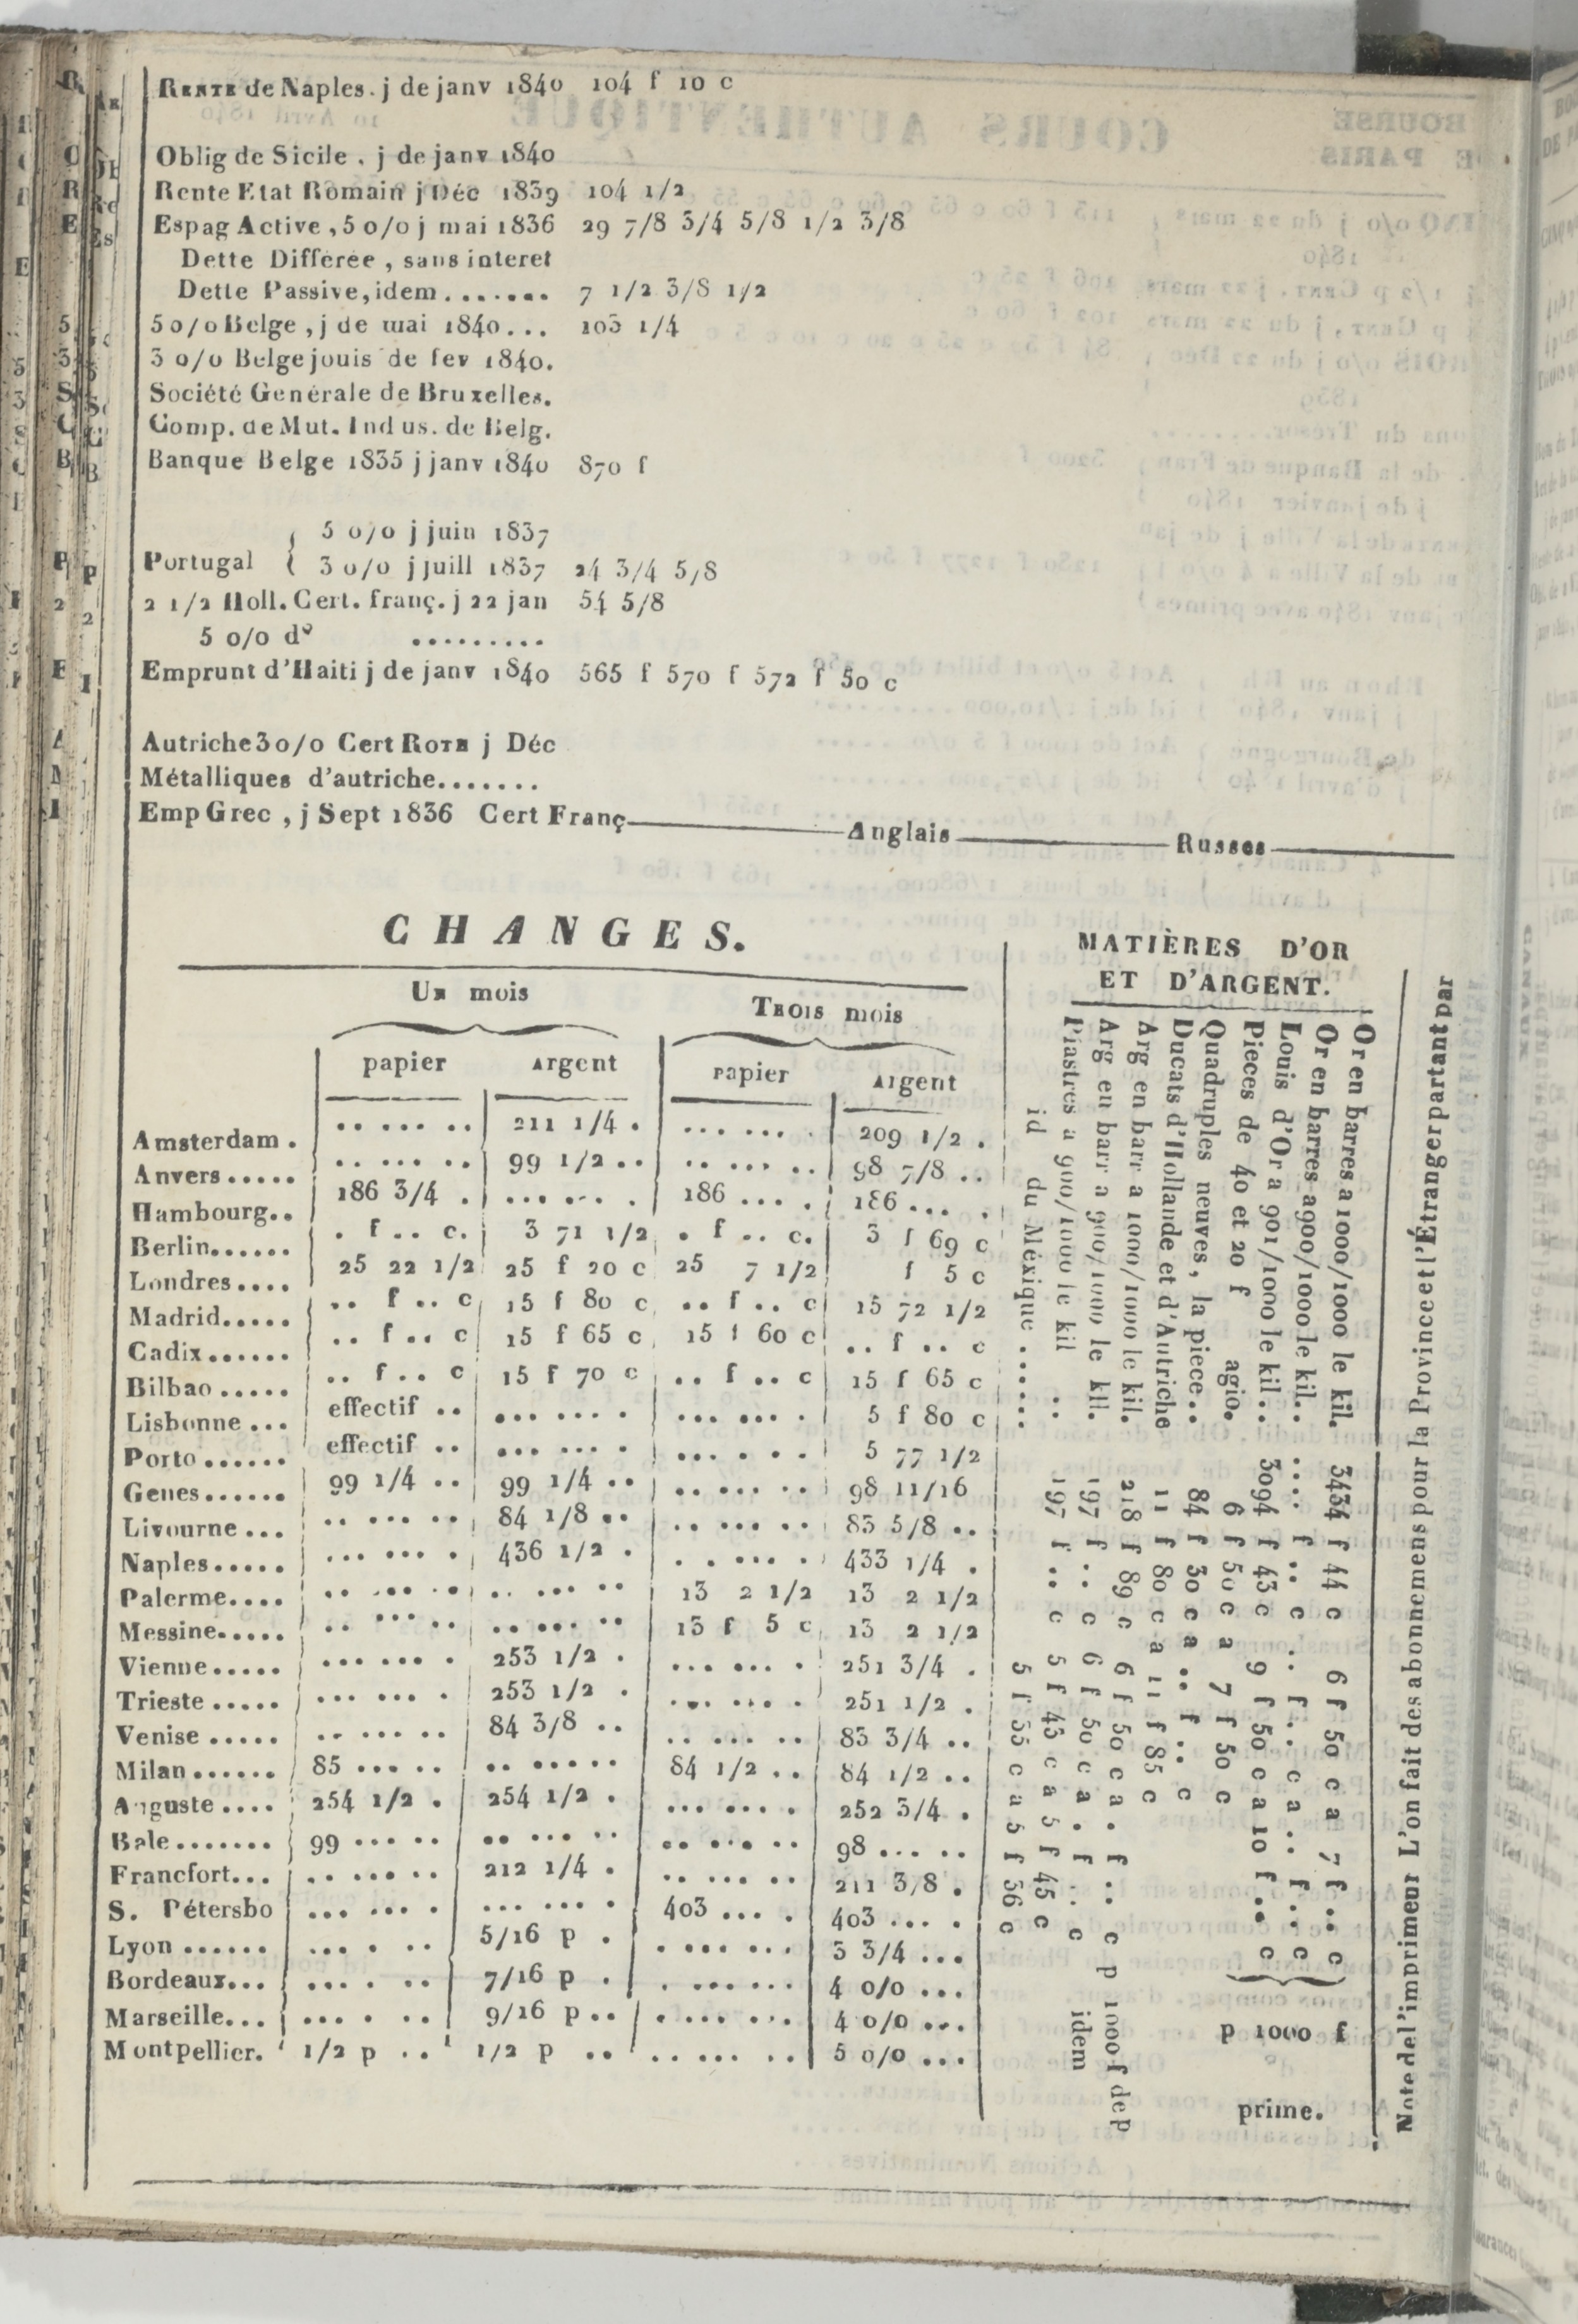 RENTE de Naples. j de janv 1840 104 f 10 c
Oblig de Sicile . j de janv 1840
Rente Etat Romain j Déc 1839 104 1/2
Espag Active , 5 o/o j mai 1836 29 7/8 3/4 5/8 1/2 3/8
Dette Différée , sans interet
Dette Passive, idem ....... 7 1/2 3/8 1/2
5 o/o Belge , j de mai 1840... 103 1/4
3 o/o Belge jouis de fev 1840.
Société Generale de Bruxelles.
Comp. de Mut. Indus. de Belg.
Banque Belge 1835 j janv 1840 870 f
5 o/o j juin 1837
Portugal { 3 o/o j juill 1837 24 3/4 5/8
2 1/2 Holl. Cert. franç. j 22 jan 54 5/8
5 o/o d° .........
Emprunt d'Haiti j de janv 1840 565 f 570 f 572 f 50 c
Autriche 3 o/o Cert ROTH j Déc
Métalliques d'autriche.......
Emp Grec , j Sept 1836 Cert Franç——Anglais——Russes——
CHANGES.
UN mois TROIS mois
papier Argent papier Argent
Amsterdam . .. ... .. 211 1/4 . ... ... . 209 1/2 .
Anvers ..... .. ... .. 99 1/2 .. .. ... .. 98 7/8 ..
Hambourg.. 186 3/4 . ... ... . 186 ... . 186 ... .
Berlin...... . f .. c. 3 71 1/2 . f .. c. 3 f 69 c
Londres .... 25 22 1/2 25 f 20 c 25 7 1/2 f 5 c
Madrid..... .. f .. c 15 f 80 c .. f .. c 15 72 1/2
Cadix ...... .. f .. c 15 f 65 c 15 f 60 c .. f .. c
Bilbao ..... .. f .. c 15 f 70 c .. f .. c 15 f 65 c
Lisbonne ... effectif .. ... ... . ... ... . 5 f 80 c
Porto ...... effectif .. ... ... . ... . . . 5 77 1/2
Genes...... 99 1/4 .. 99 1/4 .. .. ... .. 98 11/16
Livourne ... .. ... .. 84 1/8 .. .. ... .. 83 5/8 ..
Naples..... ... ... . 436 1/2 . . . ... . 433 1/4 .
Palerme.... .. ... .. .. ... .. 13 2 1/2 13 2 1/2
Messine..... .. ... .. .. ... .. 13 f 5 c 13 2 1/2
Vienne..... ... ... . 253 1/2 . ... ... . 251 3/4 .
Trieste ..... ... ... . 253 1/2 . ... ... . 251 1/2 .
Venise ..... .. ... .. 84 3/8 .. .. ... .. 83 3/4 ..
Milan ...... 85 ... .. .. ... .. 84 1/2 .. 84 1/2 ..
Auguste .... 254 1/2 . 254 1/2 . ... ... . 252 3/4 .
Bale ....... 99 ... .. .. ... .. .. ... .. 98 ... ..
Francfort... .. ... .. 212 1/4 . .. ... .. 211 3/8 .
S. Pétersbo ... ... . ... ... . 403 ... . 403 ... .
Lyon ...... ... . .. 5/16 p . . ... ... 3 3/4 ...
Bordeaux... ... . .. 7/16 p . . ... ... 4 o/o ...
Marseille... ... . .. 9/16 p .. . ... ... 4 o/o ...
Montpellier. 1/2 p .. 1/2 p .. .. ... .. 5 o/o ...
MATIÈRES D'OR
ET D'ARGENT.
Or en barres a 1000/1000 le kil. 3434 f 44 c 6 f 50 c a 7 f .. c
Or en barres a 900/1000 le kil.. .... f .. c .. f .. c a .. f .. c
Louis d'Or a 901/1000 le kil .. 3094 f 43 c 9 f 50 c a 10 f .. c
Pieces de 40 et 20 f agio. 6 f 50 c a 7 f 50 c
p 1000 f
prime.
Quadruples neuves , la piece .. 84 f 30 c a .. f .. c
Ducats d'Hollande et d'Autriche 11 f 80 c a 11 f 85 c
Arg en barr a 1000/1000 le kil. 218 f 89 c 6 f 50 c a . f .. c p 1000 f de p
Arg en barr a 900/1000 le kil. 197 f .. c 6 f 50 c a . f .. c idem
Piastres a 900/1000 le kil .. 197 f .. c 5 f 43 c a 5 f 45 c
id du Méxique ..... 5 f 35 c a 5 f 36 c
Note de l'imprimeur L'on fait des abonnemens pour la Province et l'Étranger partant par